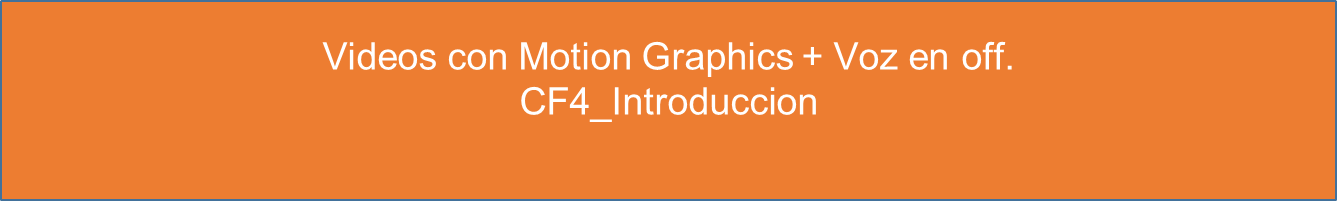 Videos con Motion Graphics + Voz en off.
CF4_Introduccion